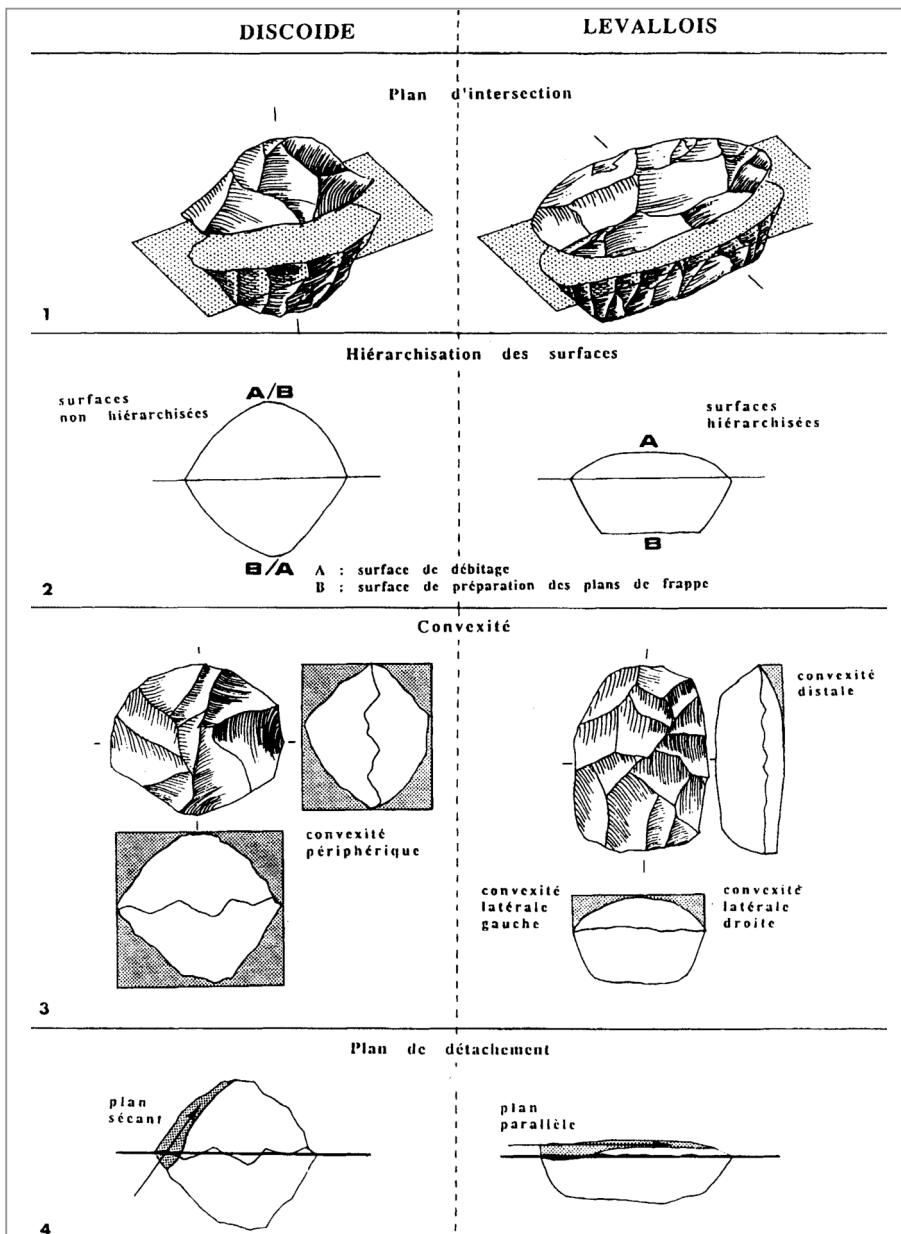 DISCOIDE
LEVALLOIS
Plan d'intersection
1
Hiérarchisation des surfaces
surfaces
non hiérarchisées
A/B
B/A
surfaces
hiérarchisées
A
B
A : surface de débitage
B : surface de préparation des plans de frappe
2
Convexité
convexité
périphérique
convexité
distale
convexité
latérale
gauche
convexité
latérale
droite
3
Plan de détachement
plan
sécant
plan
parallèle
4